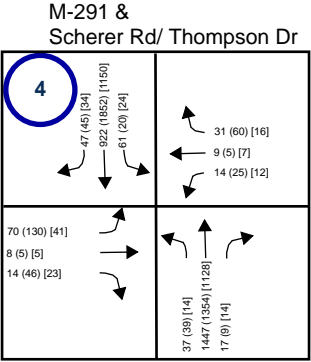 M-291 &
Scherer Rd/ Thompson Dr
4
47 (45) [34]
922 (1852) [1150]
61 (20) [24]
31 (60) [16]
9 (5) [7]
14 (25) [12]
70 (130) [41]
8 (5) [5]
14 (46) [23]
37 (39) [14]
1447 (1354) [1128]
17 (9) [14]